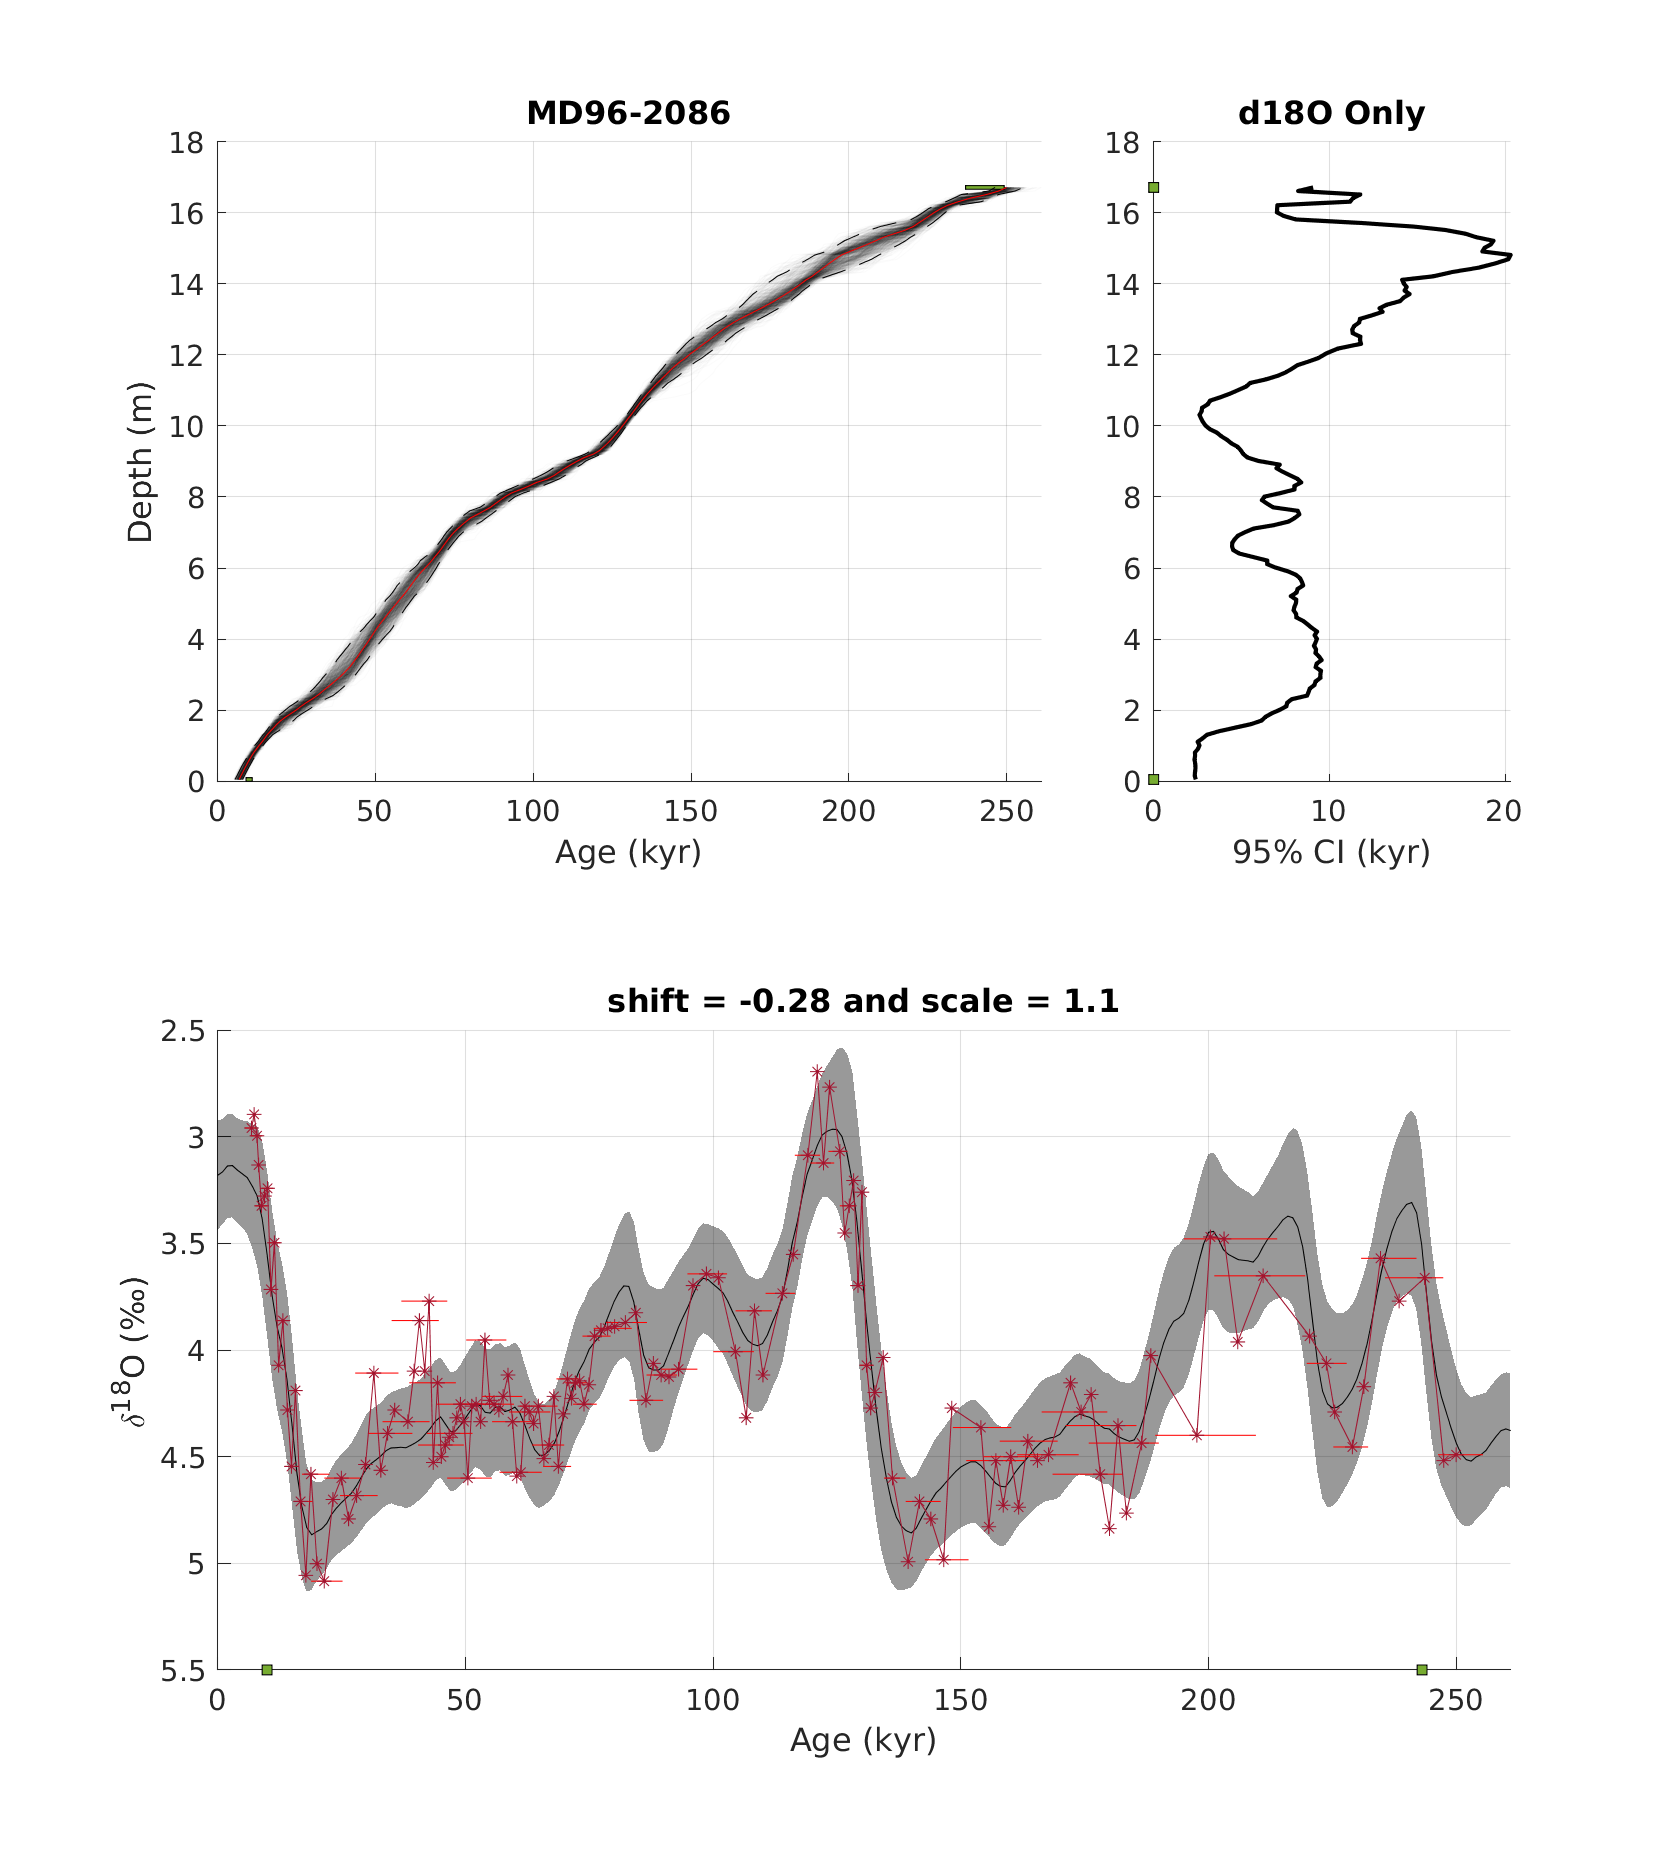 MD96-2086
d18O Only
18
16
14
12
10
8
6
4
2
0
Depth (m)
0 50 100 150 200 250
Age (kyr)
18
16
14
12
10
8
6
4
2
0
0 10 20
95% CI (kyr)
shift = -0.28 and scale = 1.1
2.5
3
3.5
4
4.5
5
5.5
δ¹⁸O (‰)
0 50 100 150 200 250
Age (kyr)